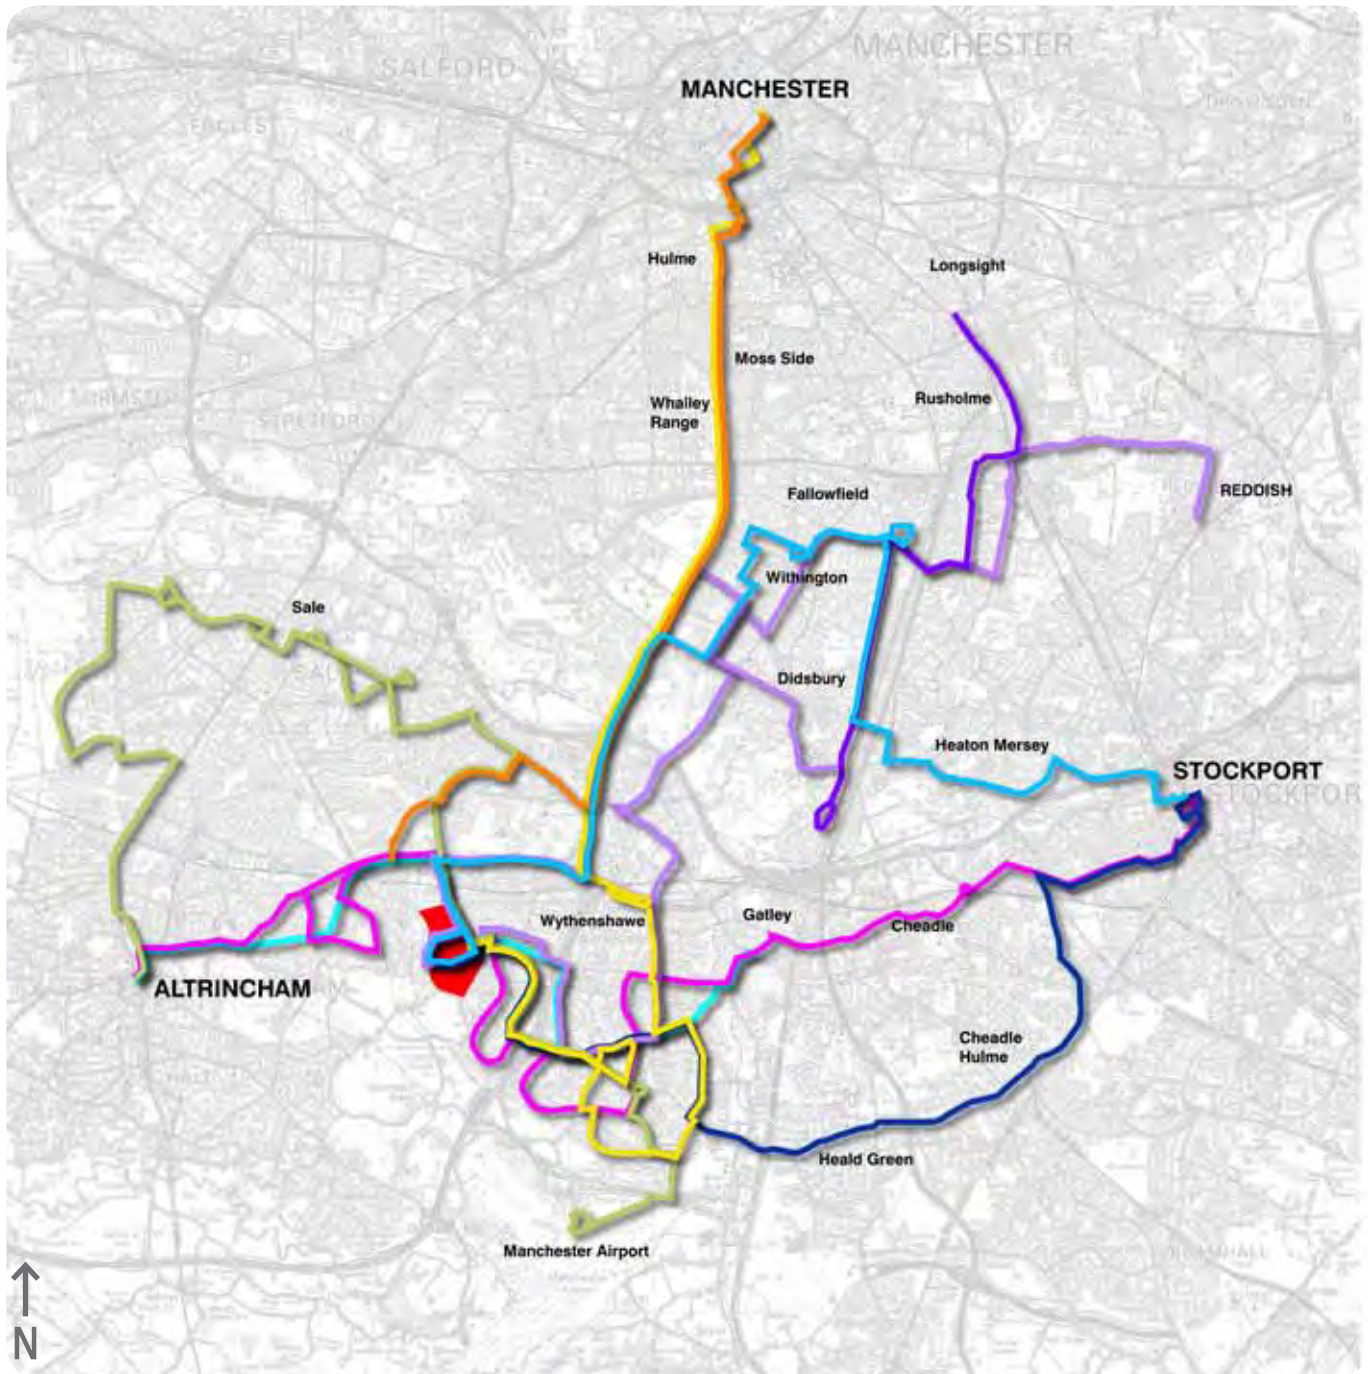 MANCHESTER
SALFORD
MANCHESTER
ECCLES
Hulme
Longsight
Moss Side
Whalley
Range
Rusholme
STRETFORD
Fallowfield
REDDISH
Withington
Sale
Didsbury
Heaton Mersey
STOCKPORT
Wythenshawe
Gatley
Cheadle
ALTRINCHAM
Cheadle
Hulme
Heald Green
Manchester Airport
N